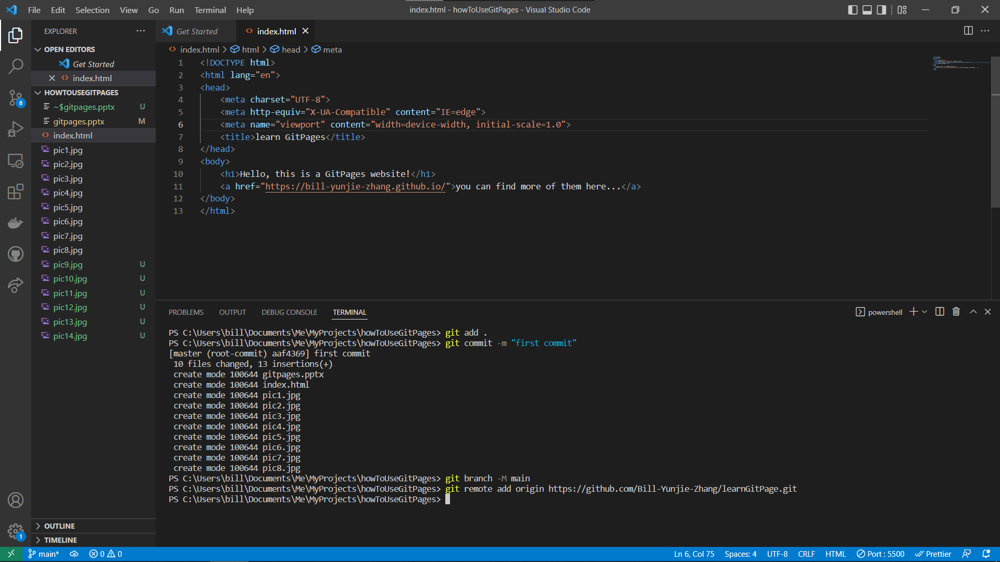 File Edit Selection View Go Run Terminal Help
index.html - howToUseGitPages - Visual Studio Code
EXPLORER
OPEN EDITORS
Get Started
index.html
HOWTOUSEGITPAGES
~$gitpages.pptx U
gitpages.pptx M
index.html
pic1.jpg
pic2.jpg
pic3.jpg
pic4.jpg
pic5.jpg
pic6.jpg
pic7.jpg
pic8.jpg
pic9.jpg U
pic10.jpg U
pic11.jpg U
pic12.jpg U
pic13.jpg U
pic14.jpg U
OUTLINE
TIMELINE
8
1
Get Started
index.html
index.html > html > head > meta
1 <!DOCTYPE html>
2 <html lang="en">
3 <head>
4 <meta charset="UTF-8">
5 <meta http-equiv="X-UA-Compatible" content="IE=edge">
6 <meta name="viewport" content="width=device-width, initial-scale=1.0">
7 <title>learn GitPages</title>
8 </head>
9 <body>
10 <h1>Hello, this is a GitPages website!</h1>
11 <a href="https://bill-yunjie-zhang.github.io/">you can find more of them here...</a>
12 </body>
13 </html>
PROBLEMS OUTPUT DEBUG CONSOLE TERMINAL
powershell
PS C:\Users\bill\Documents\Me\MyProjects\howToUseGitPages> git add .
PS C:\Users\bill\Documents\Me\MyProjects\howToUseGitPages> git commit -m "first commit"
[master (root-commit) aaf4369] first commit
10 files changed, 13 insertions(+)
create mode 100644 gitpages.pptx
create mode 100644 index.html
create mode 100644 pic1.jpg
create mode 100644 pic2.jpg
create mode 100644 pic3.jpg
create mode 100644 pic4.jpg
create mode 100644 pic5.jpg
create mode 100644 pic6.jpg
create mode 100644 pic7.jpg
create mode 100644 pic8.jpg
PS C:\Users\bill\Documents\Me\MyProjects\howToUseGitPages> git branch -M main
PS C:\Users\bill\Documents\Me\MyProjects\howToUseGitPages> git remote add origin https://github.com/Bill-Yunjie-Zhang/learnGitPage.git
PS C:\Users\bill\Documents\Me\MyProjects\howToUseGitPages>
main* 0 0
Ln 6, Col 75 Spaces: 4 UTF-8 CRLF HTML Port : 5500 Prettier